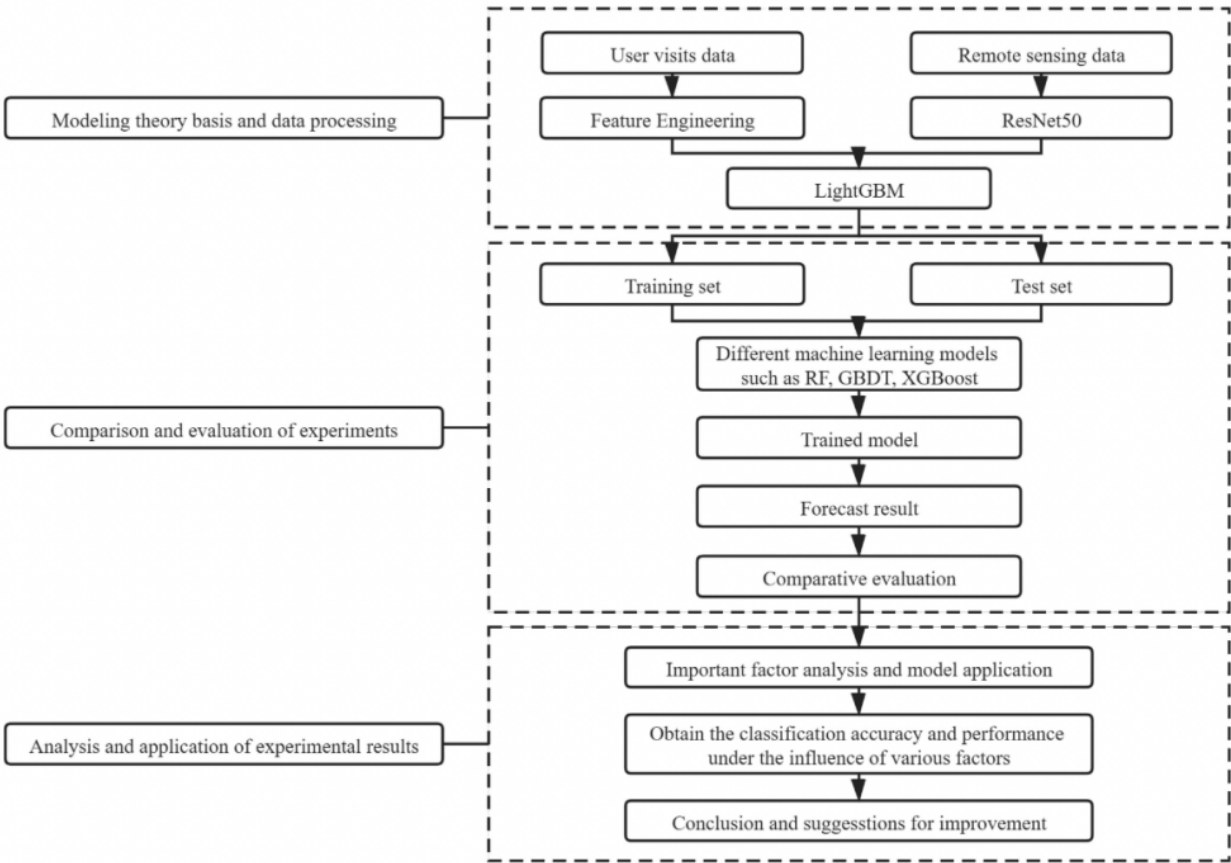 User visits data
Remote sensing data
Modeling theory basis and data processing
Feature Engineering
ResNet50
LightGBM
Training set
Test set
Different machine learning models
such as RF, GBDT, XGBoost
Comparison and evaluation of experiments
Trained model
Forecast result
Comparative evaluation
Important factor analysis and model application
Analysis and application of experimental results
Obtain the classification accuracy and performance
under the influence of various factors
Conclusion and suggesstions for improvement